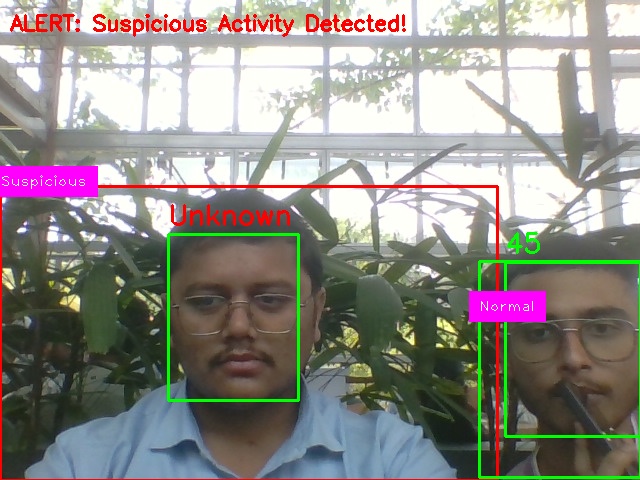 ALERT: Suspicious Activity Detected!
Suspicious
Unknown
45
Normal